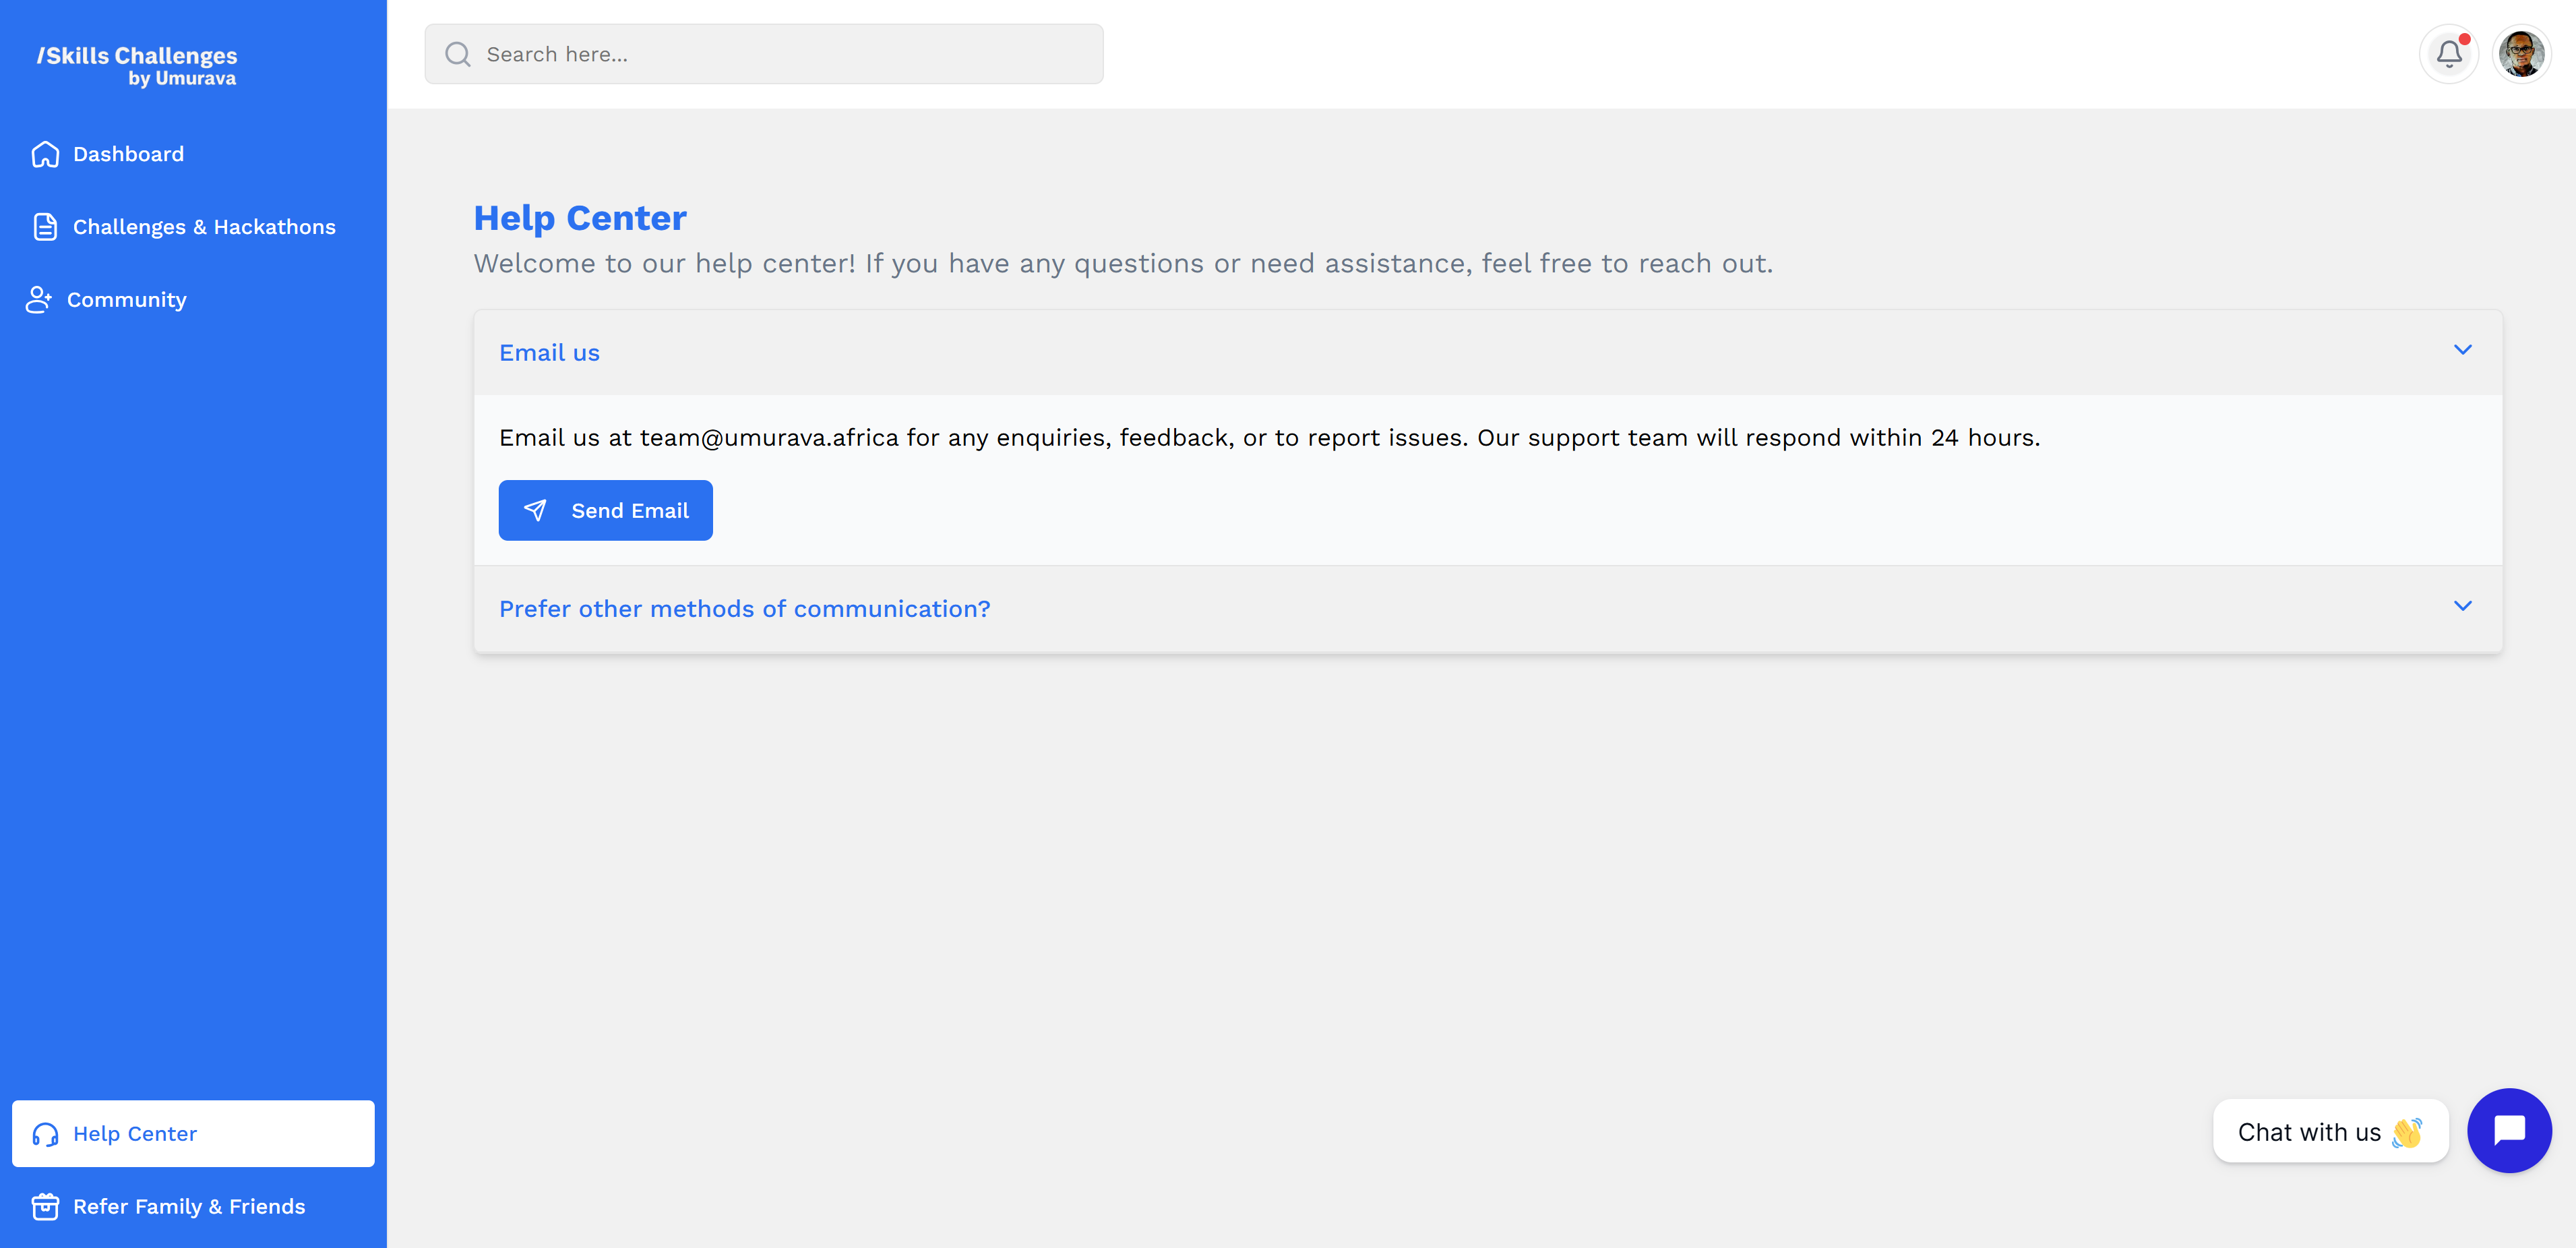 /Skills Challenges
by Umurava
Dashboard
Challenges & Hackathons
Community
Help Center
Refer Family & Friends
Search here...
Help Center
Welcome to our help center! If you have any questions or need assistance, feel free to reach out.
Email us
Email us at team@umurava.africa for any enquiries, feedback, or to report issues. Our support team will respond within 24 hours.
Send Email
Prefer other methods of communication?
Chat with us 👋